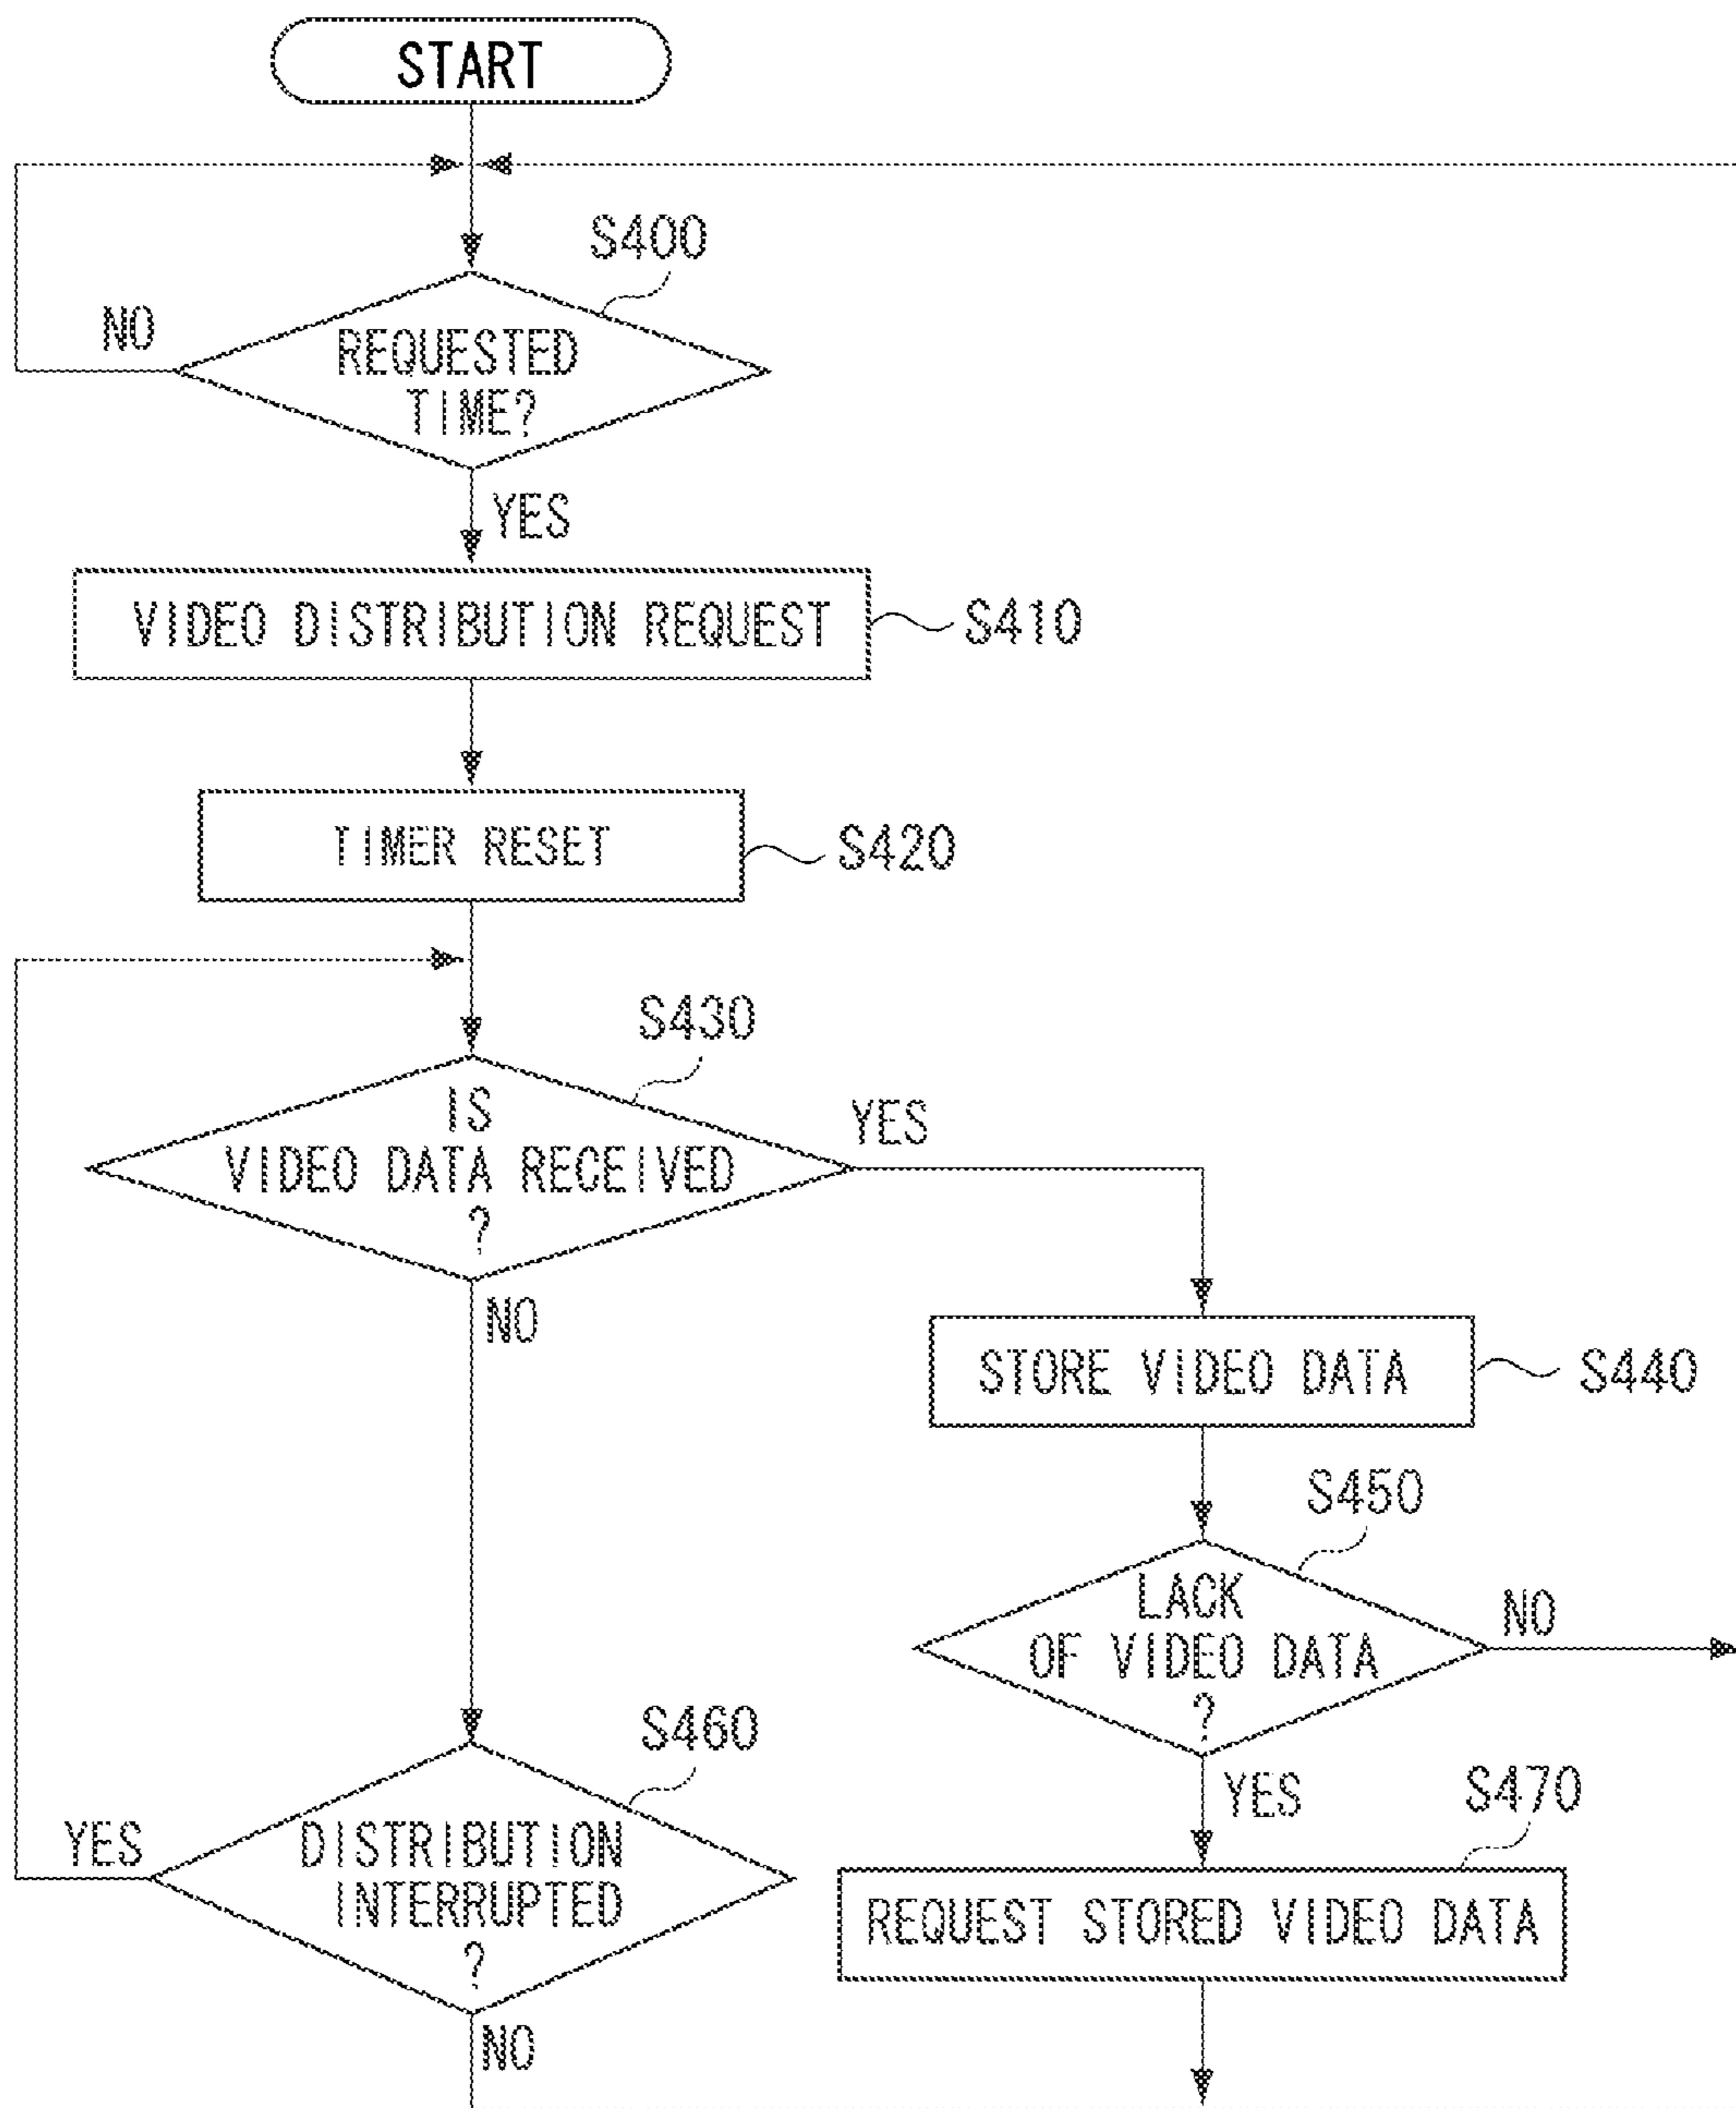 START
S400
NO
REQUESTED
TIME?
YES
VIDEO DISTRIBUTION REQUEST
S410
TIMER RESET
S420
S430
IS
VIDEO DATA RECEIVED
?
YES
NO
STORE VIDEO DATA
S440
S450
LACK
OF VIDEO DATA
?
NO
S460
YES
DISTRIBUTION
INTERRUPTED
?
YES
S470
REQUEST STORED VIDEO DATA
NO